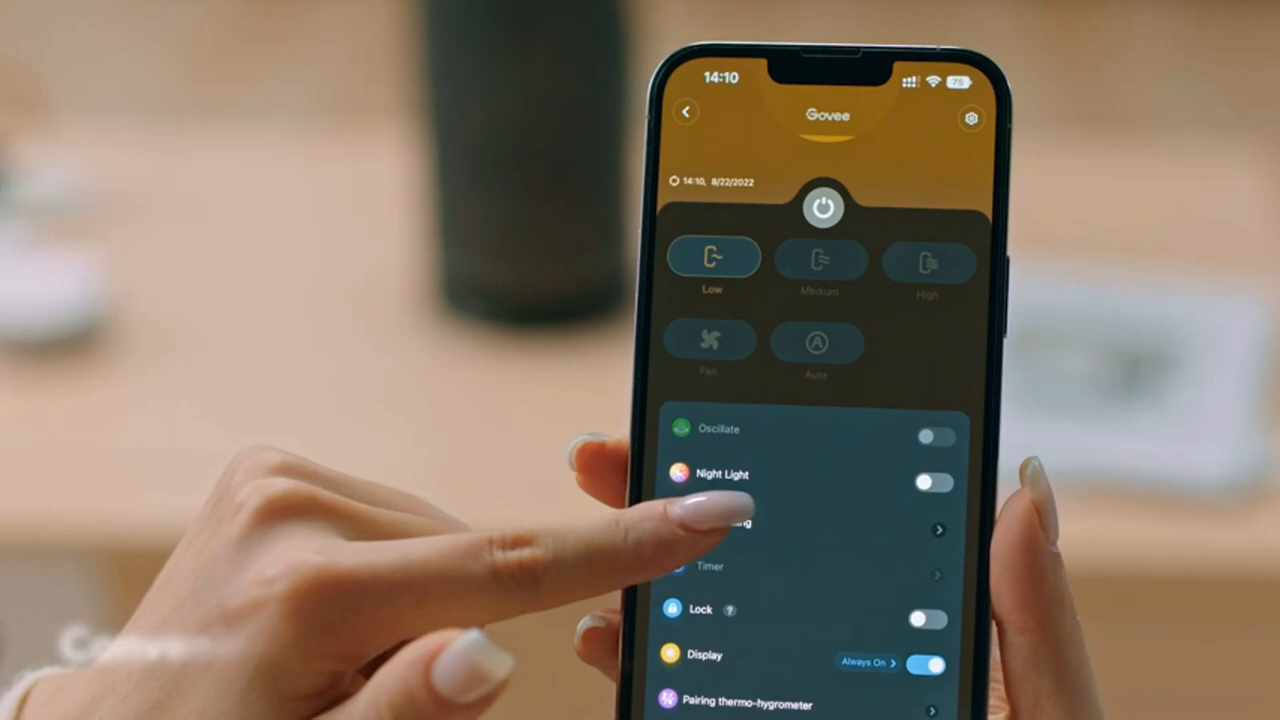 14:10
75
Govee
14:10, 8/22/2022
Low
Medium
High
Fan
Auto
Oscillate
Night Light
Timer
Lock ?
Display
Always On
Pairing thermo-hygrometer